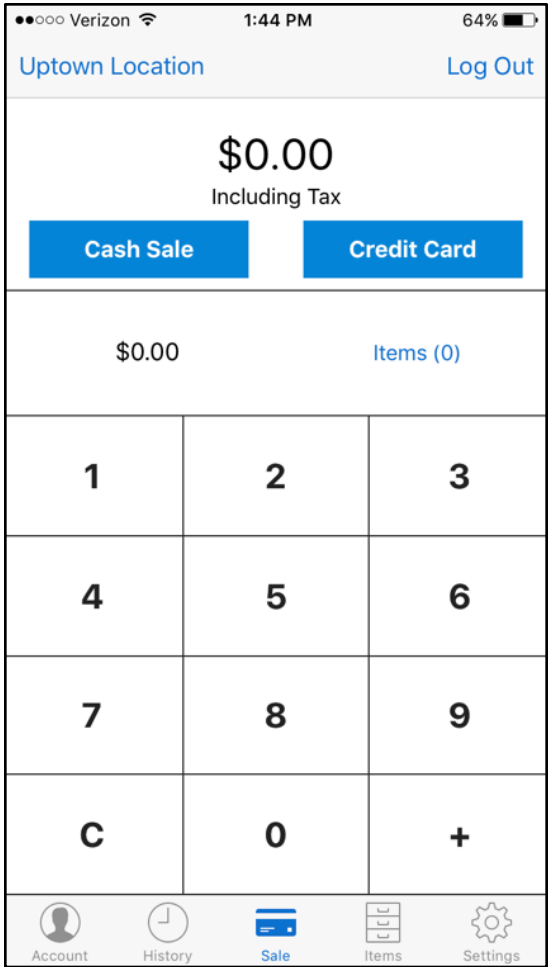 Verizon 1:44 PM 64%
Uptown Location Log Out
$0.00
Including Tax
Cash Sale Credit Card
$0.00 Items (0)
1 2 3
4 5 6
7 8 9
C 0 +
Account History Sale Items Settings